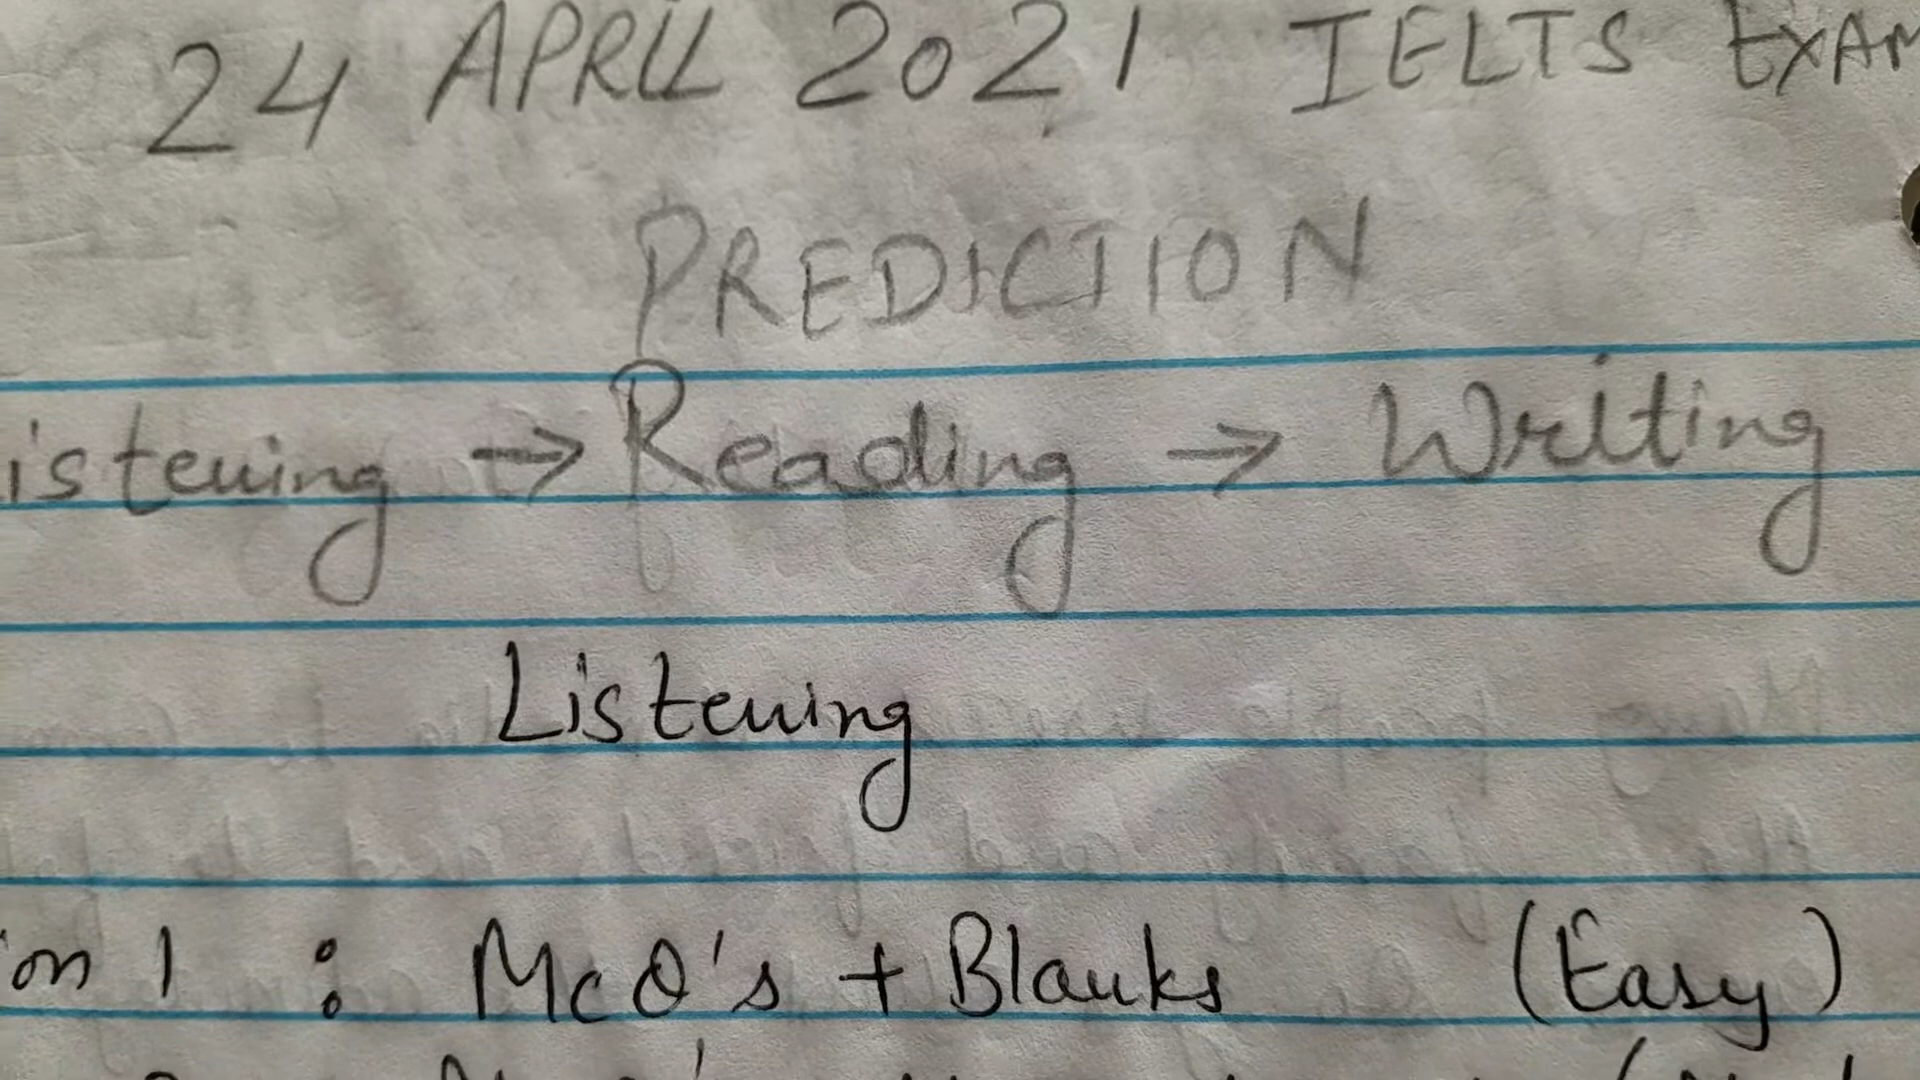 24 APRIL 2021 IELTS EXAM
PREDICTION
istening → Reading → Writing
Listening
on 1 : McQ's + Blanks (Easy)